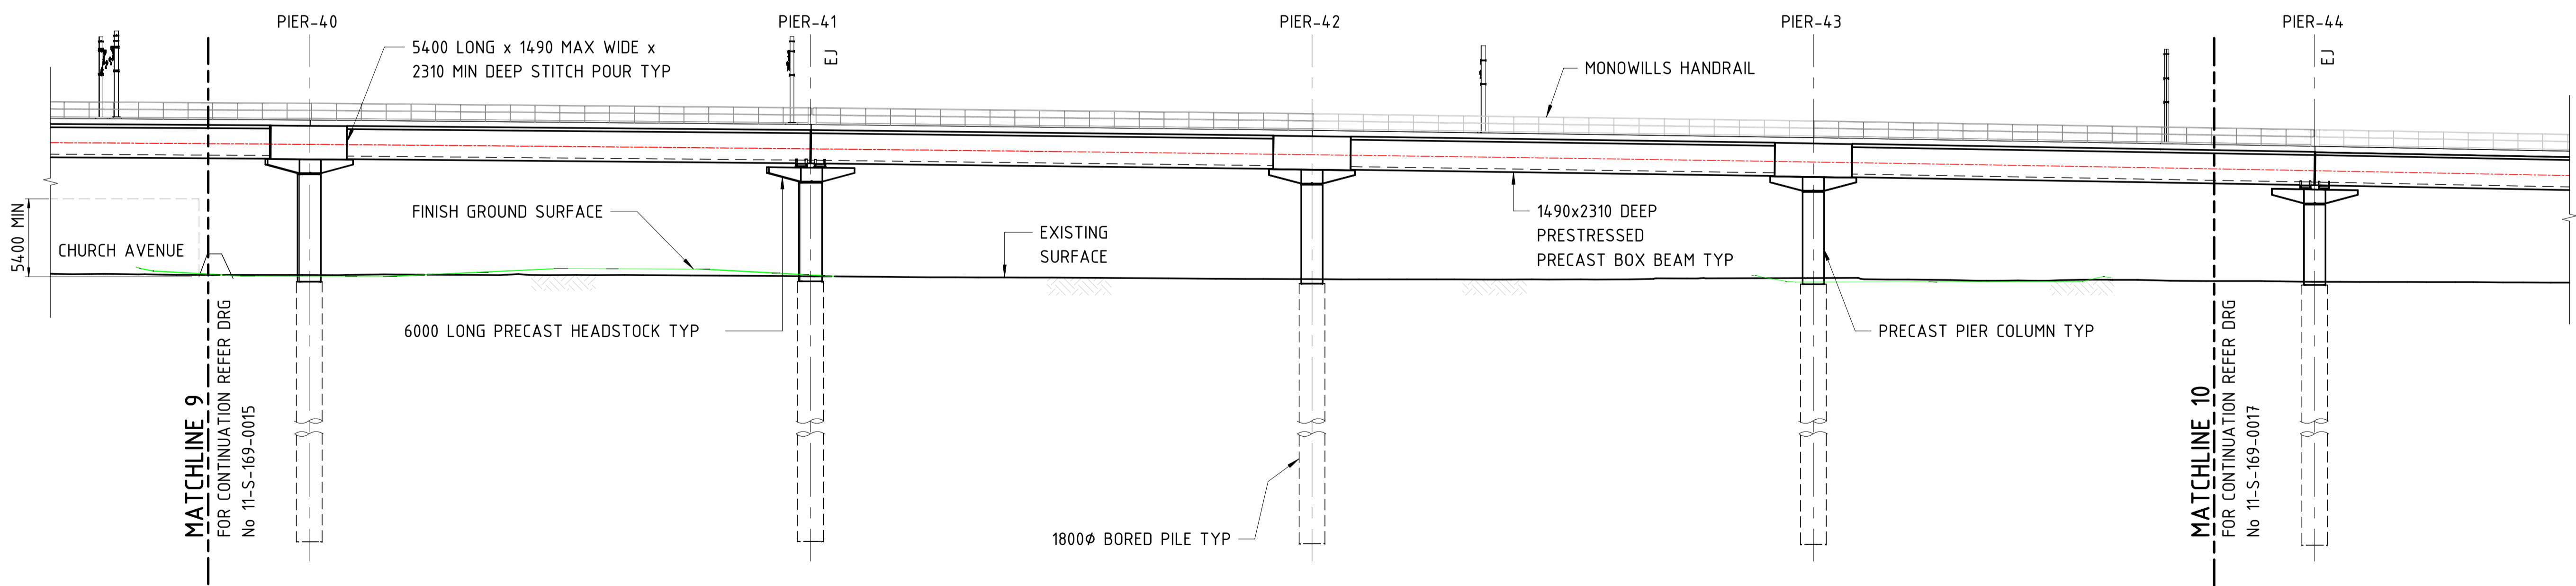 PIER-40
PIER-41
PIER-42
PIER-43
PIER-44
EJ
EJ
5400 LONG x 1490 MAX WIDE x
2310 MIN DEEP STITCH POUR TYP
MONOWILLS HANDRAIL
5400 MIN
CHURCH AVENUE
FINISH GROUND SURFACE
EXISTING
SURFACE
1490x2310 DEEP
PRESTRESSED
PRECAST BOX BEAM TYP
6000 LONG PRECAST HEADSTOCK TYP
PRECAST PIER COLUMN TYP
MATCHLINE 9
FOR CONTINUATION REFER DRG
No 11-S-169-0015
1800Ø BORED PILE TYP
MATCHLINE 10
FOR CONTINUATION REFER DRG
No 11-S-169-0017